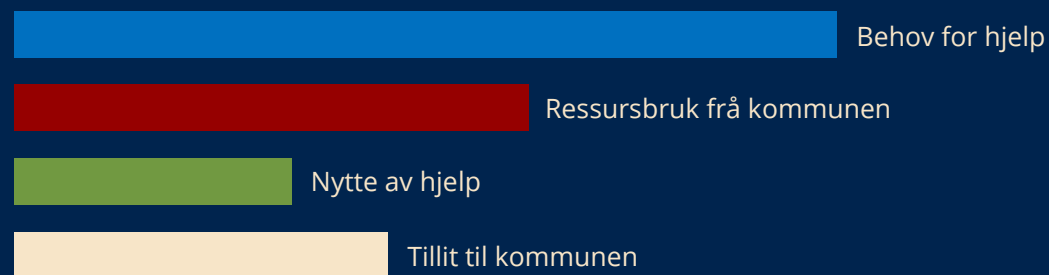 Behov for hjelp
Ressursbruk frå kommunen
Nytte av hjelp
Tillit til kommunen